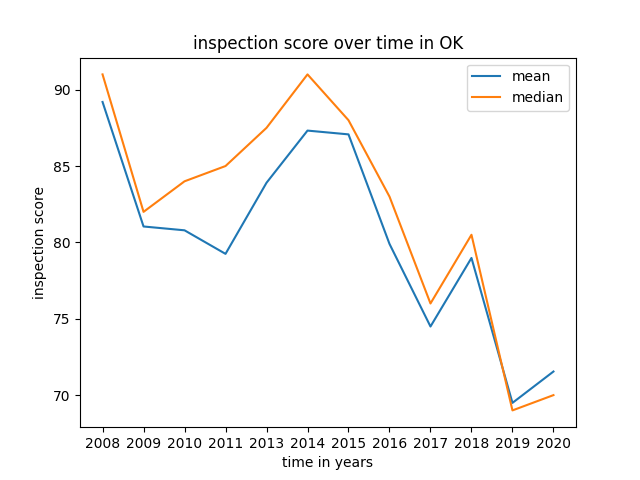 inspection score over time in OK
mean
median
90
85
80
75
70
inspection score
2008 2009 2010 2011 2013 2014 2015 2016 2017 2018 2019 2020
time in years